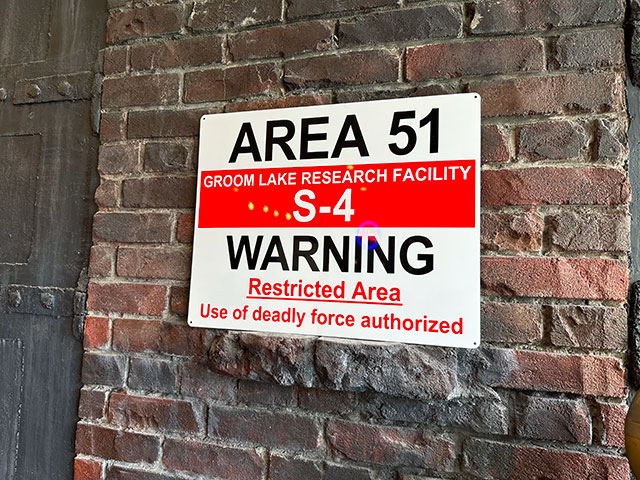 AREA 51
GROOM LAKE RESEARCH FACILITY
S-4
WARNING
Restricted Area
Use of deadly force authorized